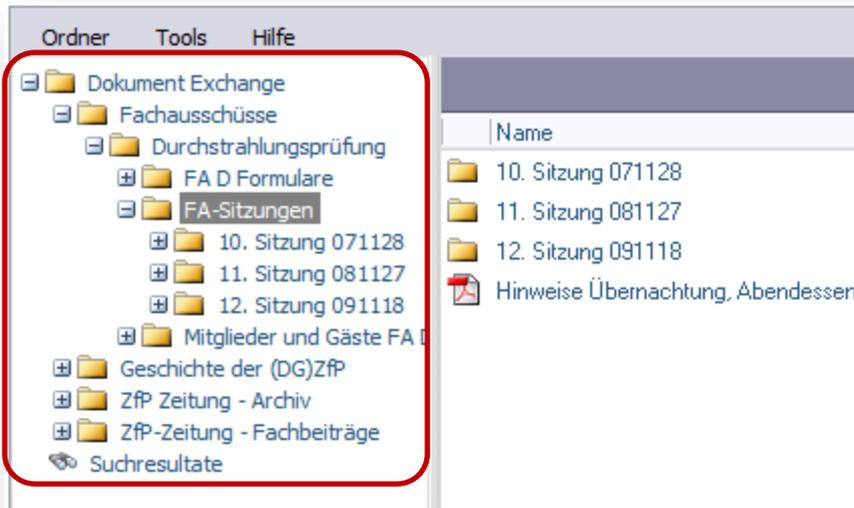 Ordner Tools Hilfe
Dokument Exchange
Fachausschüsse
Durchstrahlungsprüfung
FA D Formulare
FA-Sitzungen
10. Sitzung 071128
11. Sitzung 081127
12. Sitzung 091118
Mitglieder und Gäste FA
Geschichte der (DG)ZfP
ZfP Zeitung - Archiv
ZfP-Zeitung - Fachbeiträge
Suchresultate
Name
10. Sitzung 071128
11. Sitzung 081127
12. Sitzung 091118
Hinweise Übernachtung, Abendessen